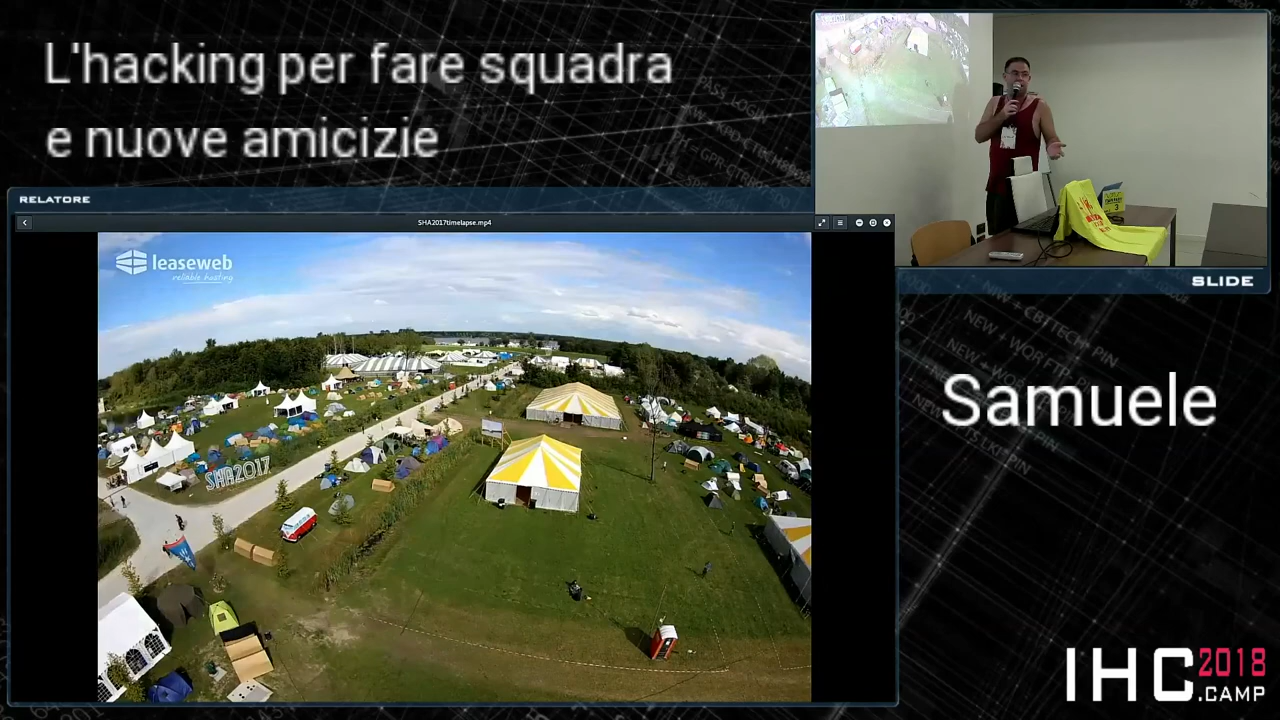 L'hacking per fare squadra
e nuove amicizie
RELATORE
SHA2017timelapse.mp4
leaseweb
reliable hosting
SHA2017
SLIDE
Samuele
IHC 2018
.CAMP